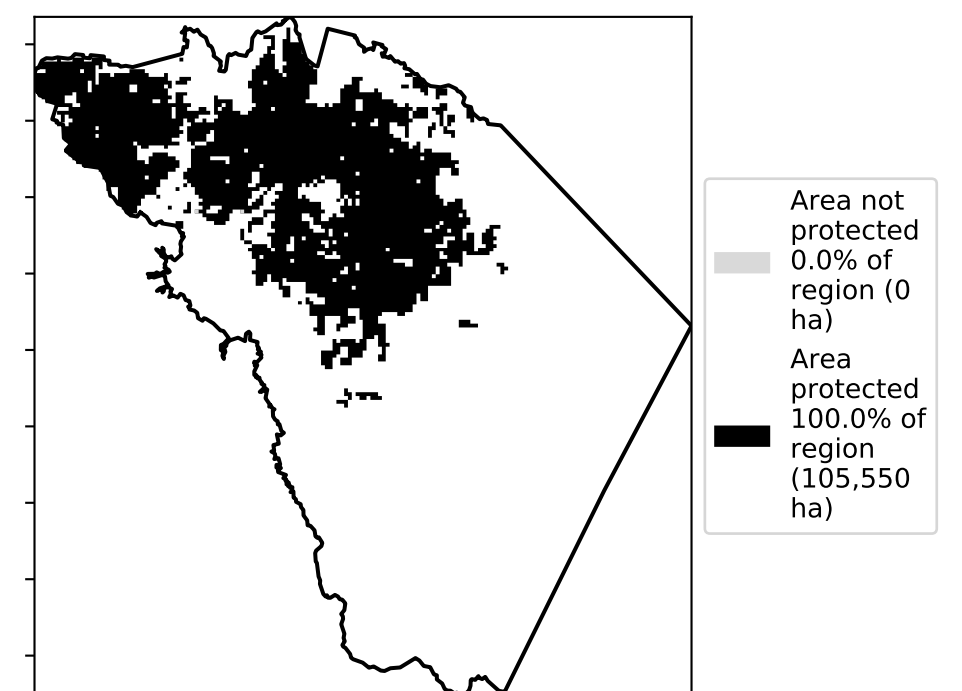 Area not
protected
0.0% of
region (0
ha)
Area
protected
100.0% of
region
(105,550
ha)